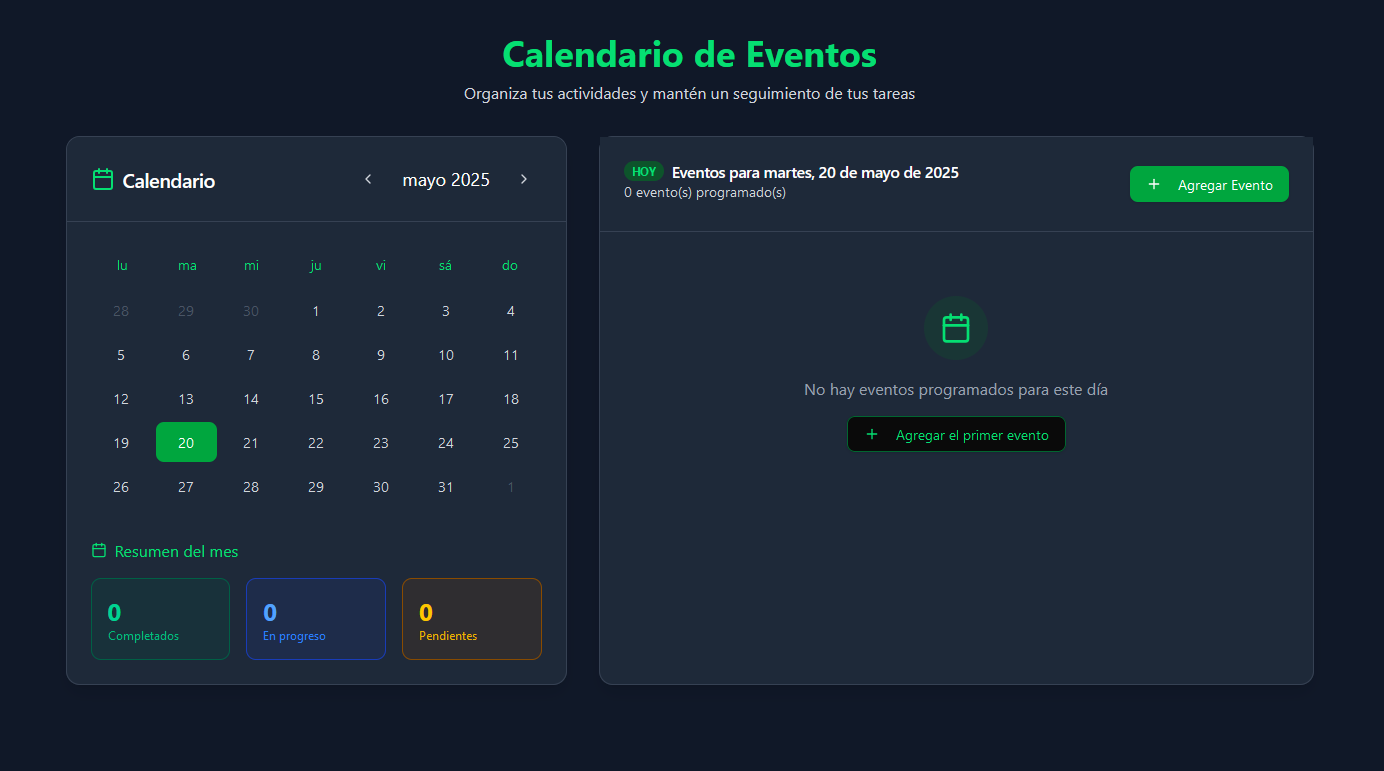 Calendario de Eventos
Organiza tus actividades y mantén un seguimiento de tus tareas
Calendario
mayo 2025
lu ma mi ju vi sá do
28 29 30 1 2 3 4
5 6 7 8 9 10 11
12 13 14 15 16 17 18
19 20 21 22 23 24 25
26 27 28 29 30 31 1
Resumen del mes
0 0 0
Completados En progreso Pendientes
HOY Eventos para martes, 20 de mayo de 2025
0 evento(s) programado(s)
+ Agregar Evento
No hay eventos programados para este día
+ Agregar el primer evento